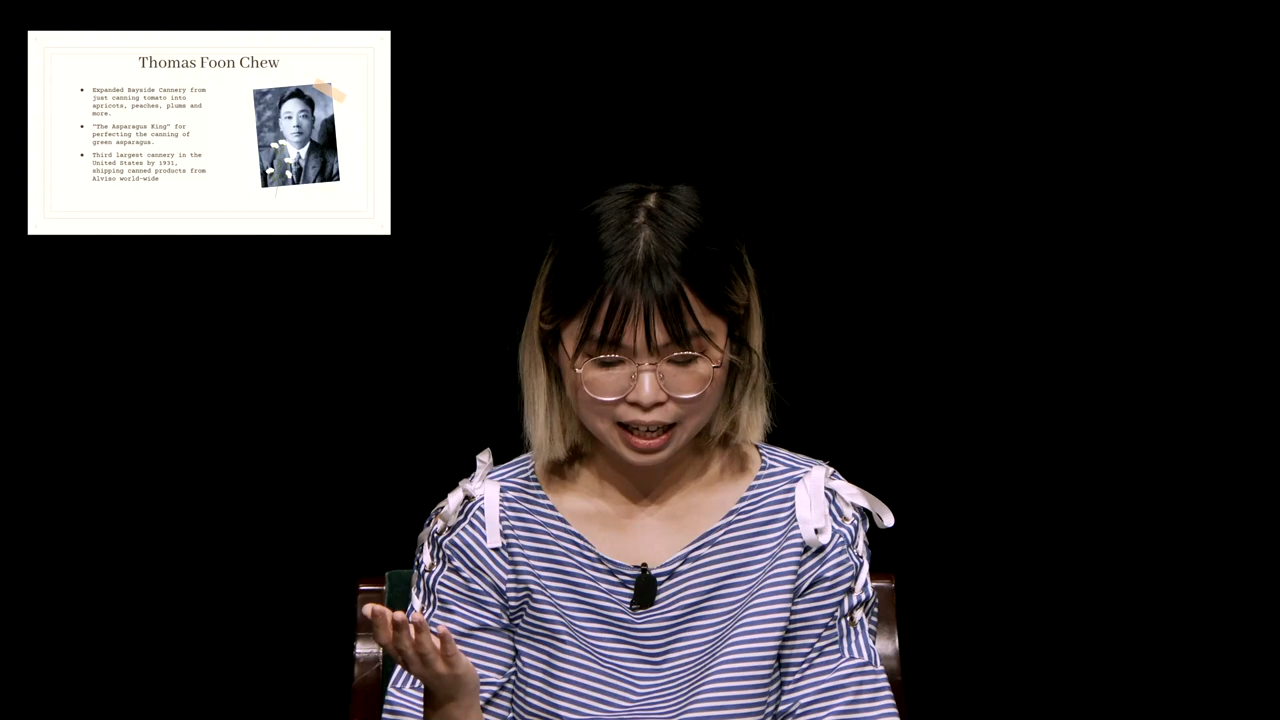 Thomas Foon Chew
● Expanded Bayside Cannery from
just canning tomato into
apricots, peaches, plums and
more.
● "The Asparagus King" for
perfecting the canning of
green asparagus.
● Third largest cannery in the
United States by 1931,
shipping canned products from
Alviso world-wide